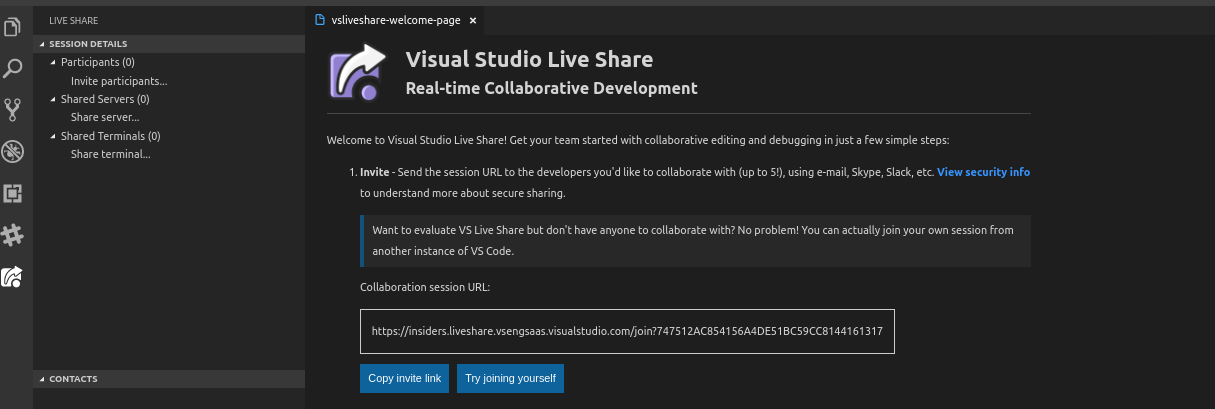 LIVE SHARE
SESSION DETAILS
Participants (0)
Invite participants...
Shared Servers (0)
Share server...
Shared Terminals (0)
Share terminal...
CONTACTS
vsliveshare-welcome-page ×
Visual Studio Live Share
Real-time Collaborative Development
Welcome to Visual Studio Live Share! Get your team started with collaborative editing and debugging in just a few simple steps:
1. Invite - Send the session URL to the developers you'd like to collaborate with (up to 5!), using e-mail, Skype, Slack, etc. View security info
to understand more about secure sharing.
Want to evaluate VS Live Share but don't have anyone to collaborate with? No problem! You can actually join your own session from
another instance of VS Code.
Collaboration session URL:
https://insiders.liveshare.vsengsaas.visualstudio.com/join?747512AC854156A4DE51BC59CC8144161317
Copy invite link
Try joining yourself